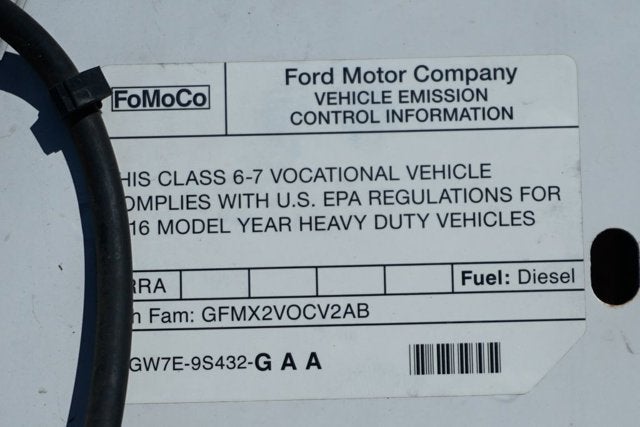 FoMoCo
Ford Motor Company
VEHICLE EMISSION
CONTROL INFORMATION
HIS CLASS 6-7 VOCATIONAL VEHICLE
OMPLIES WITH U.S. EPA REGULATIONS FOR
16 MODEL YEAR HEAVY DUTY VEHICLES
RRA Fuel: Diesel
n Fam: GFMX2VOCV2AB
GW7E-9S432-GAA